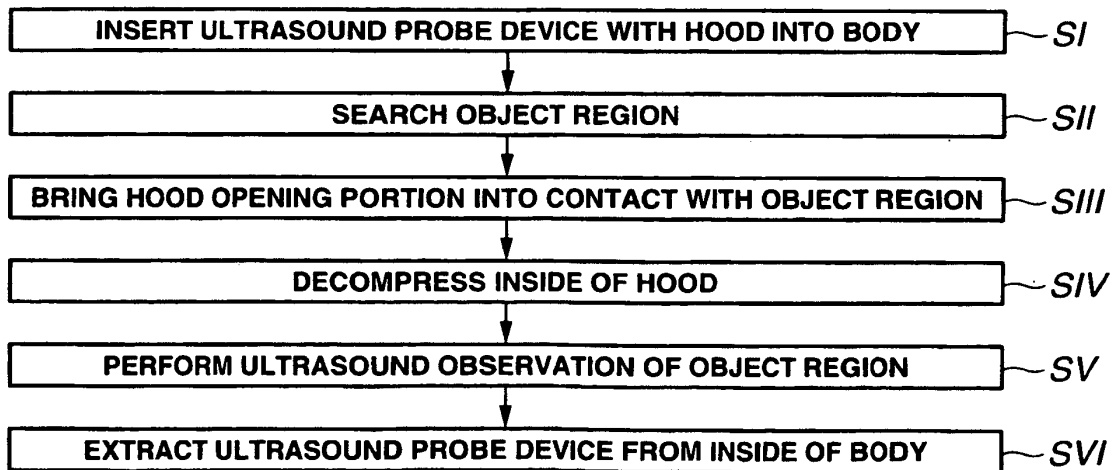 INSERT ULTRASOUND PROBE DEVICE WITH HOOD INTO BODY SI
SEARCH OBJECT REGION SII
BRING HOOD OPENING PORTION INTO CONTACT WITH OBJECT REGION SIII
DECOMPRESS INSIDE OF HOOD SIV
PERFORM ULTRASOUND OBSERVATION OF OBJECT REGION SV
EXTRACT ULTRASOUND PROBE DEVICE FROM INSIDE OF BODY SVI